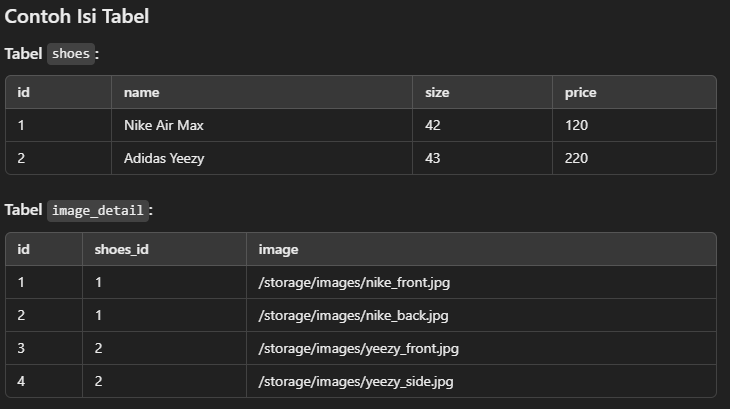 Contoh Isi Tabel
Tabel shoes:
id name size price
1 Nike Air Max 42 120
2 Adidas Yeezy 43 220
Tabel image_detail:
id shoes_id image
1 1 /storage/images/nike_front.jpg
2 1 /storage/images/nike_back.jpg
3 2 /storage/images/yeezy_front.jpg
4 2 /storage/images/yeezy_side.jpg